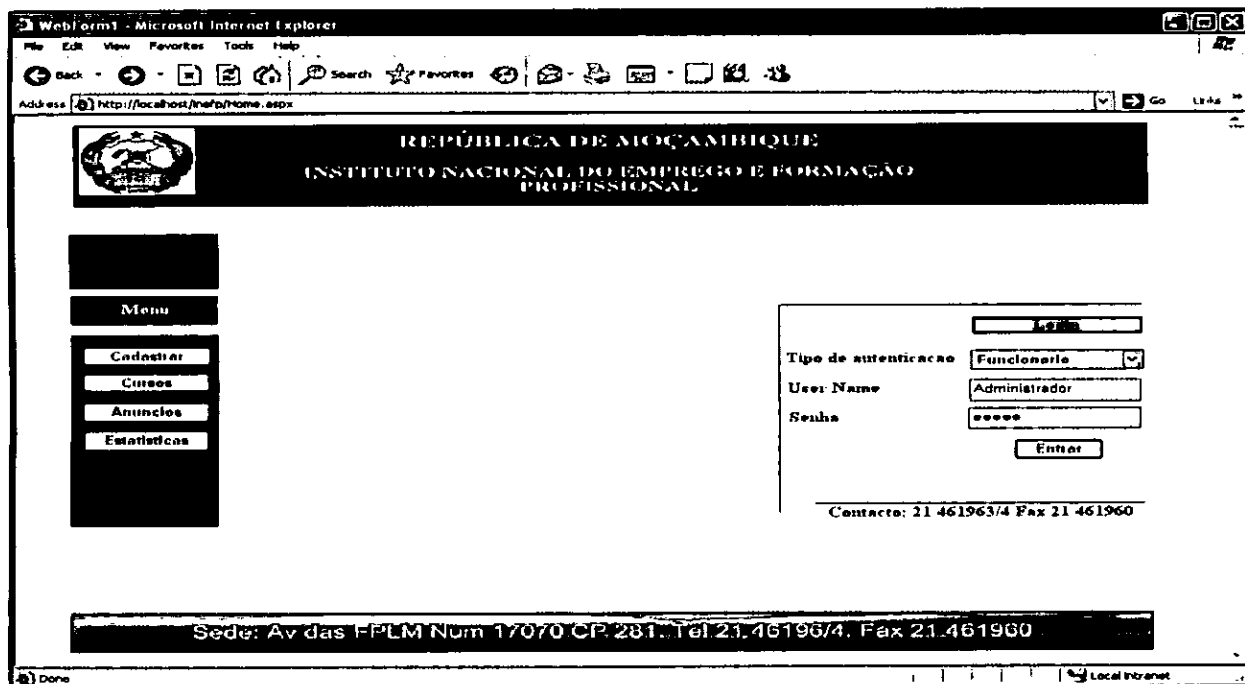 WebForm1 - Microsoft Internet Explorer
File Edit View Favorites Tools Help
Back Search Favorites
Address http://localhost/Inefp/Home.aspx Go Links
REPÚBLICA DE MOÇAMBIQUE
INSTITUTO NACIONAL DO EMPREGO E FORMAÇÃO
PROFISSIONAL
Menu
Cadastrar
Cursos
Anuncios
Estatisticas
Login
Tipo de autenticacao Funcionario
User Name Administrador
Senha •••••
Entrar
Contacto: 21 461963/4 Fax 21 461960
Sede: Av das FPLM Num 17070 CP. 281. Tel 21.46196/4. Fax 21.461960
Done Local intranet